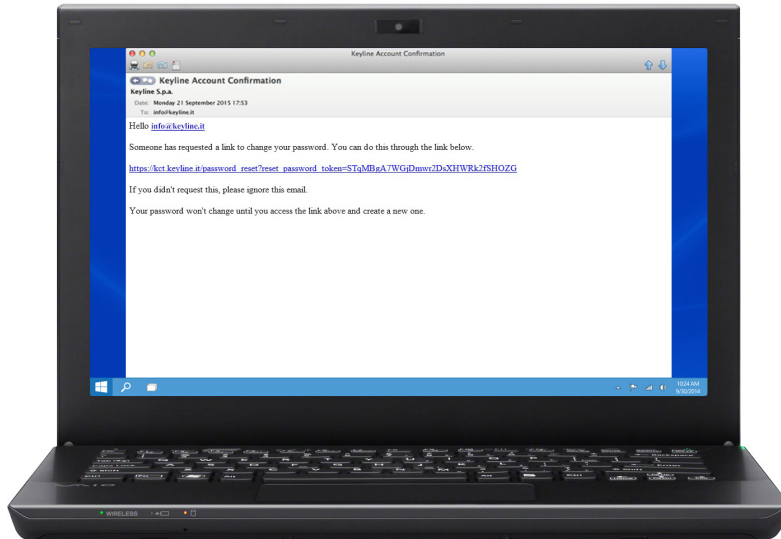 Keyline Account Confirmation
Keyline Account Confirmation
Keyline S.p.a.
Date: Monday 21 September 2015 17:53
To: info@keyline.it
Hello info@keyline.it
Someone has requested a link to change your password. You can do this through the link below.
https://kct.keyline.it/password_reset?reset_password_token=STqMBgA7WGjDmwr2DsXHWRk2fSHOZG
If you didn't request this, please ignore this email.
Your password won't change until you access the link above and create a new one.
10:24 AM
9/30/2014
WIRELESS